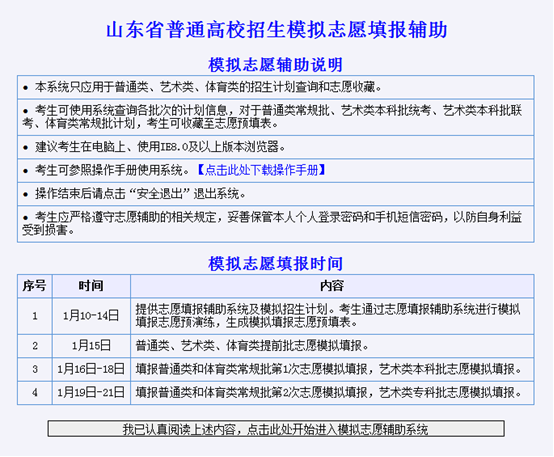 山东省普通高校招生模拟志愿填报辅助
模拟志愿辅助说明
● 本系统只应用于普通类、艺术类、体育类的招生计划查询和志愿收藏。
● 考生可使用系统查询各批次的计划信息，对于普通类常规批、艺术类本科批统考、艺术类本科批联
考、体育类常规批计划，考生可收藏至志愿预填表。
● 建议考生在电脑上、使用IE8.0及以上版本浏览器。
● 考生可参照操作手册使用系统。【点击此处下载操作手册】
● 操作结束后请点击“安全退出”退出系统。
● 考生应严格遵守志愿辅助的相关规定，妥善保管本人个人登录密码和手机短信密码，以防自身利益
受到损害。
模拟志愿填报时间
序号 时间 内容
1 1月10-14日 提供志愿填报辅助系统及模拟招生计划。考生通过志愿填报辅助系统进行模拟
填报志愿预演练，生成模拟填报志愿预填表。
2 1月15日 普通类、艺术类、体育类提前批志愿模拟填报。
3 1月16日-18日 填报普通类和体育类常规批第1次志愿模拟填报，艺术类本科批志愿模拟填报。
4 1月19日-21日 填报普通类和体育类常规批第2次志愿模拟填报，艺术类专科批志愿模拟填报。
我已认真阅读上述内容，点击此处开始进入模拟志愿辅助系统